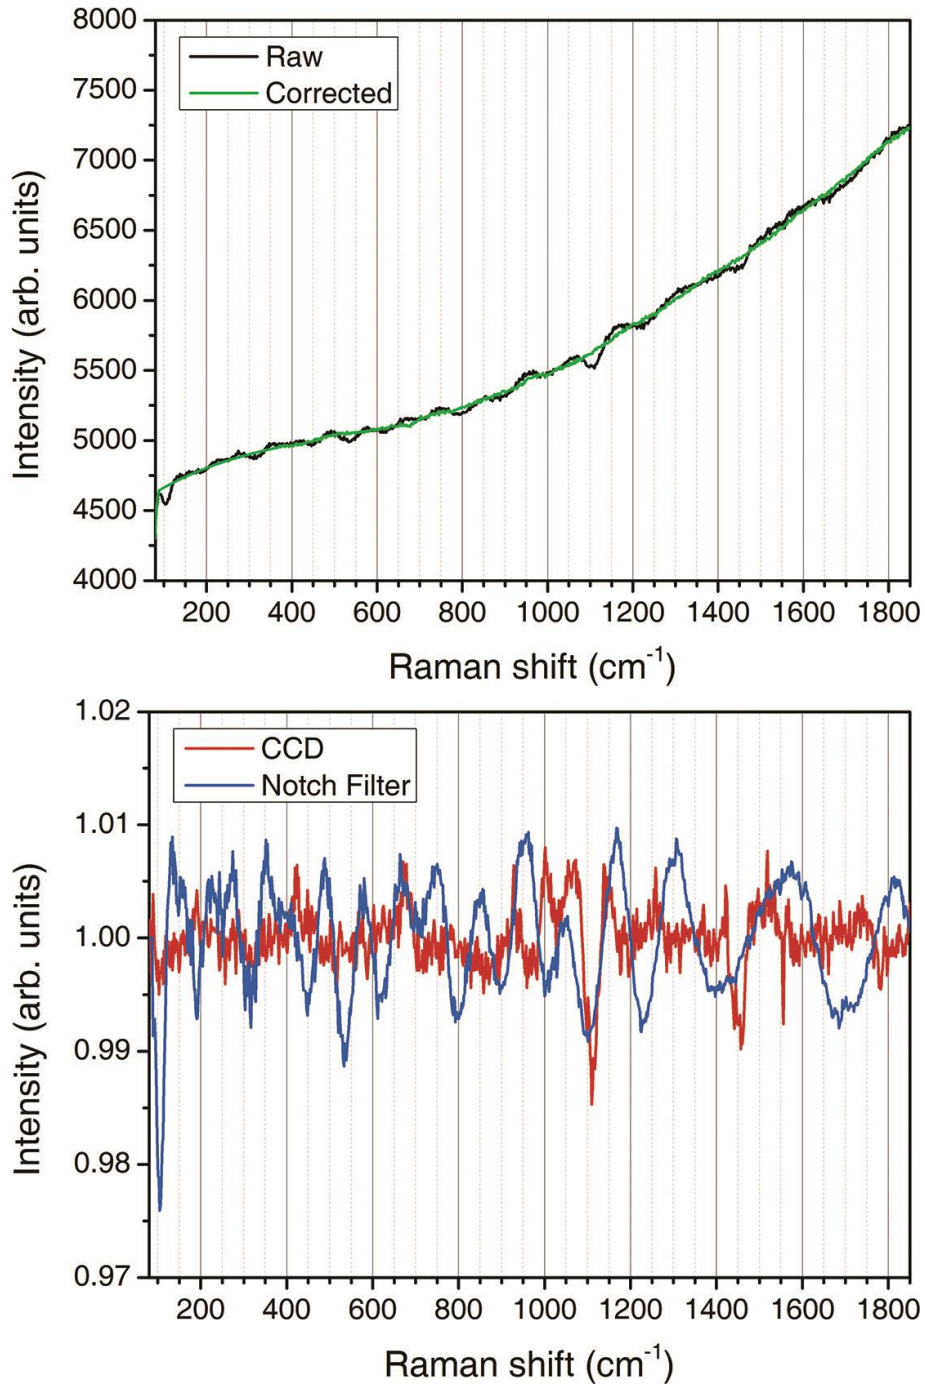 8000
7500
7000
6500
6000
5500
5000
4500
4000
Intensity (arb. units)
Raw
Corrected
200 400 600 800 1000 1200 1400 1600 1800
Raman shift (cm⁻¹)
1.02
1.01
1.00
0.99
0.98
0.97
Intensity (arb. units)
CCD
Notch Filter
200 400 600 800 1000 1200 1400 1600 1800
Raman shift (cm⁻¹)